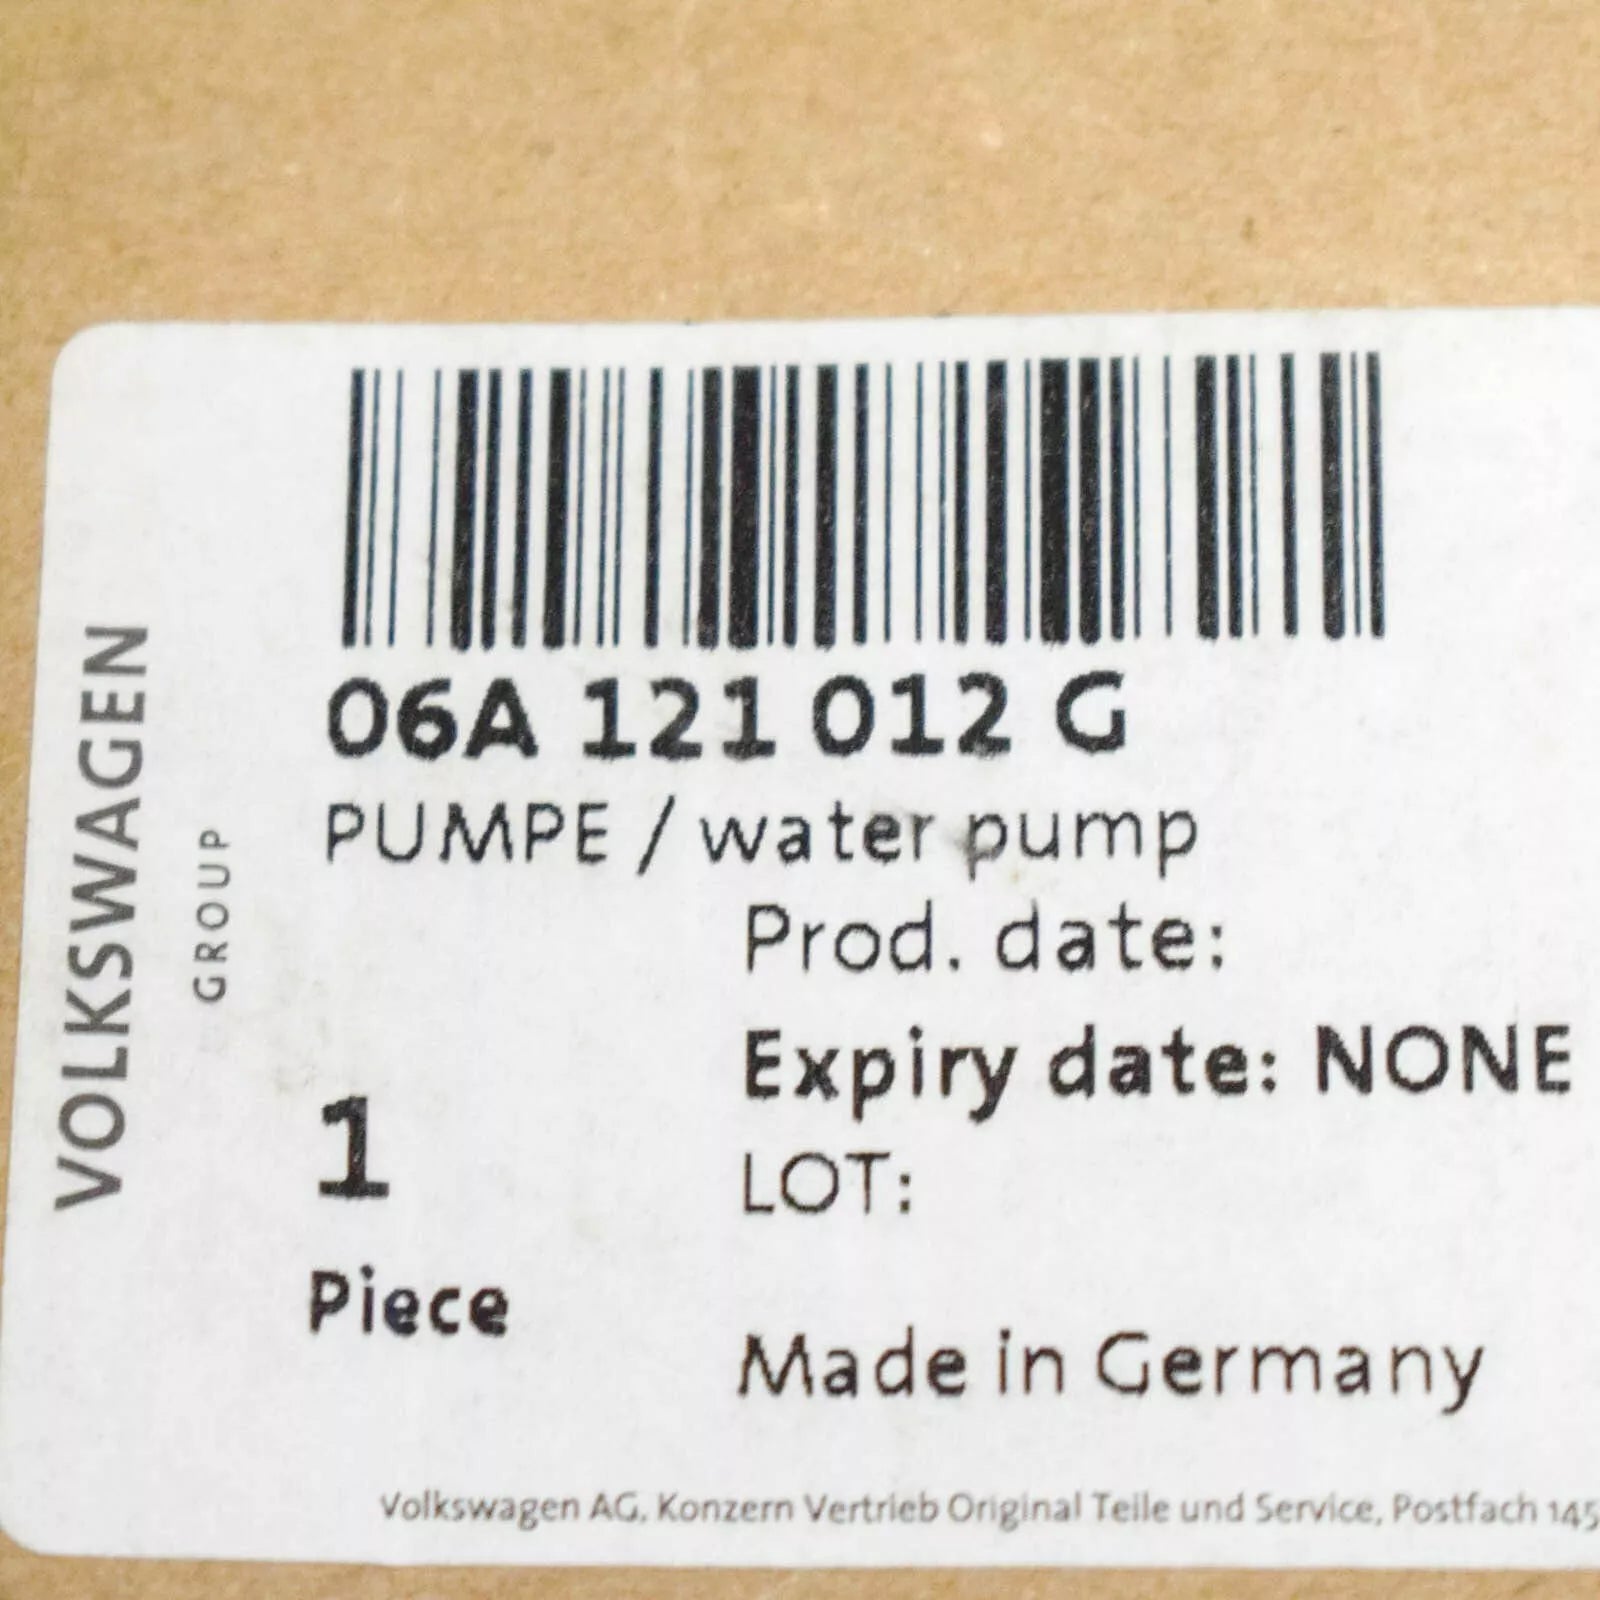 VOLKSWAGEN
GROUP
06A 121 012 G
PUMPE / water pump
Prod. date:
Expiry date: NONE
LOT:
1
Piece
Made in Germany
Volkswagen AG, Konzern Vertrieb Original Teile und Service, Postfach 145